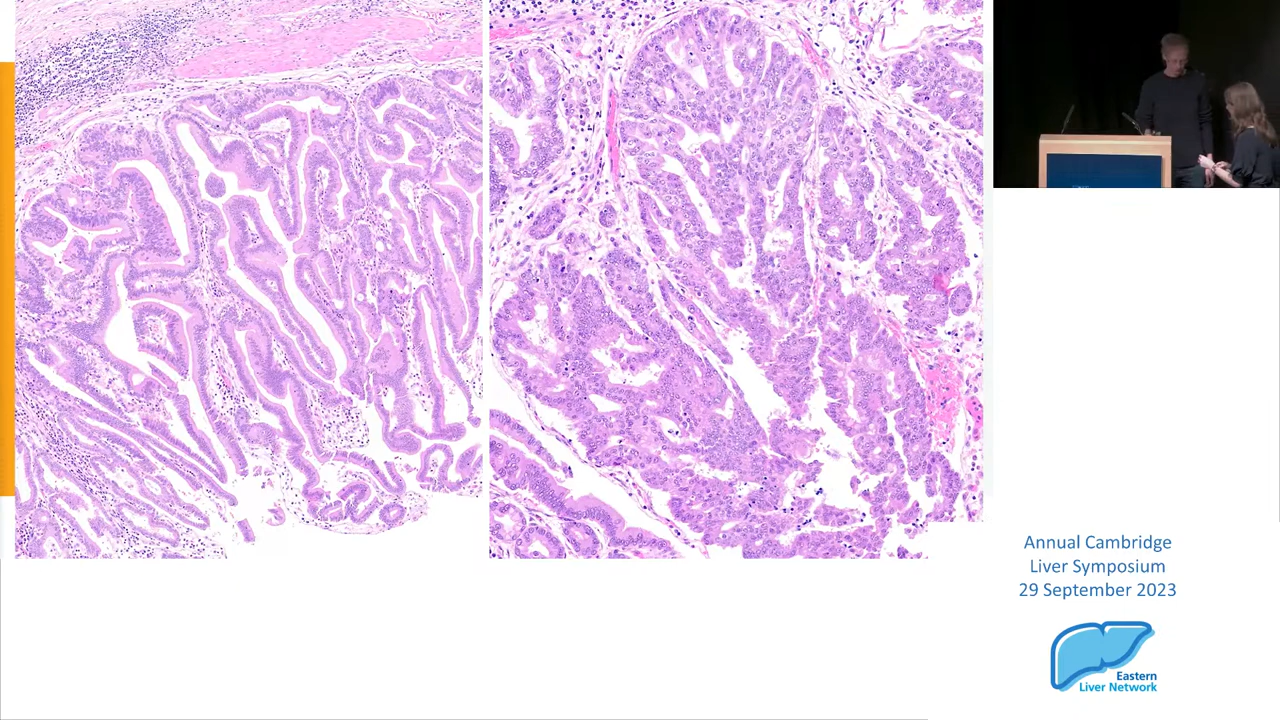 Annual Cambridge
Liver Symposium
29 September 2023
Eastern
Liver Network